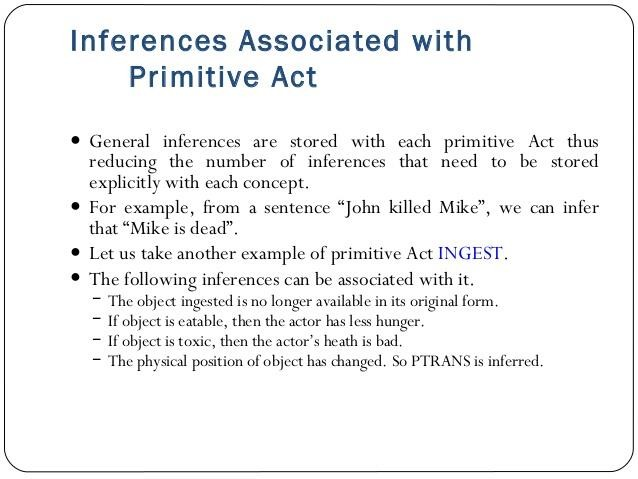 Inferences Associated with
Primitive Act
• General inferences are stored with each primitive Act thus
reducing the number of inferences that need to be stored
explicitly with each concept.
• For example, from a sentence “John killed Mike”, we can infer
that “Mike is dead”.
• Let us take another example of primitive Act INGEST.
• The following inferences can be associated with it.
– The object ingested is no longer available in its original form.
– If object is eatable, then the actor has less hunger.
– If object is toxic, then the actor’s heath is bad.
– The physical position of object has changed. So PTRANS is inferred.